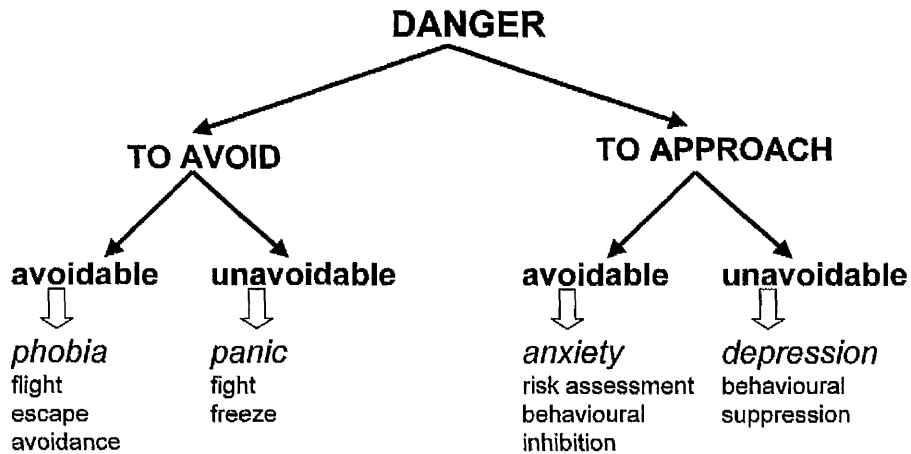 DANGER
TO AVOID
TO APPROACH
avoidable
unavoidable
avoidable
unavoidable
phobia
flight
escape
avoidance
panic
fight
freeze
anxiety
risk assessment
behavioural
inhibition
depression
behavioural
suppression